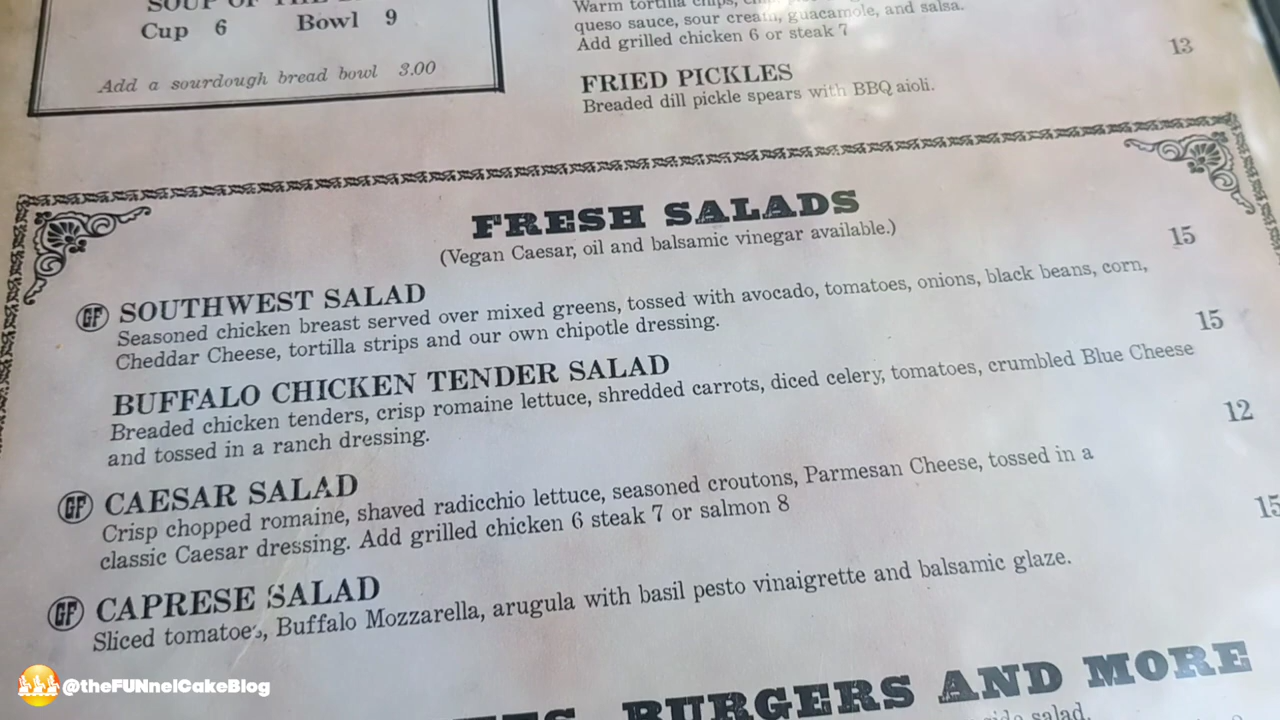 SOUP OF THE
Cup 6 Bowl 9
Add a sourdough bread bowl 3.00
Warm tortilla chips,
queso sauce, sour cream, guacamole, and salsa.
Add grilled chicken 6 or steak 7
FRIED PICKLES 13
Breaded dill pickle spears with BBQ aioli.
FRESH SALADS
(Vegan Caesar, oil and balsamic vinegar available.)
GF SOUTHWEST SALAD 15
Seasoned chicken breast served over mixed greens, tossed with avocado, tomatoes, onions, black beans, corn,
Cheddar Cheese, tortilla strips and our own chipotle dressing.
BUFFALO CHICKEN TENDER SALAD 15
Breaded chicken tenders, crisp romaine lettuce, shredded carrots, diced celery, tomatoes, crumbled Blue Cheese
and tossed in a ranch dressing.
GF CAESAR SALAD 12
Crisp chopped romaine, shaved radicchio lettuce, seasoned croutons, Parmesan Cheese, tossed in a
classic Caesar dressing. Add grilled chicken 6 steak 7 or salmon 8
GF CAPRESE SALAD 15
Sliced tomatoes, Buffalo Mozzarella, arugula with basil pesto vinaigrette and balsamic glaze.
BURGERS AND MORE
salad.
@theFUNnelCakeBlog